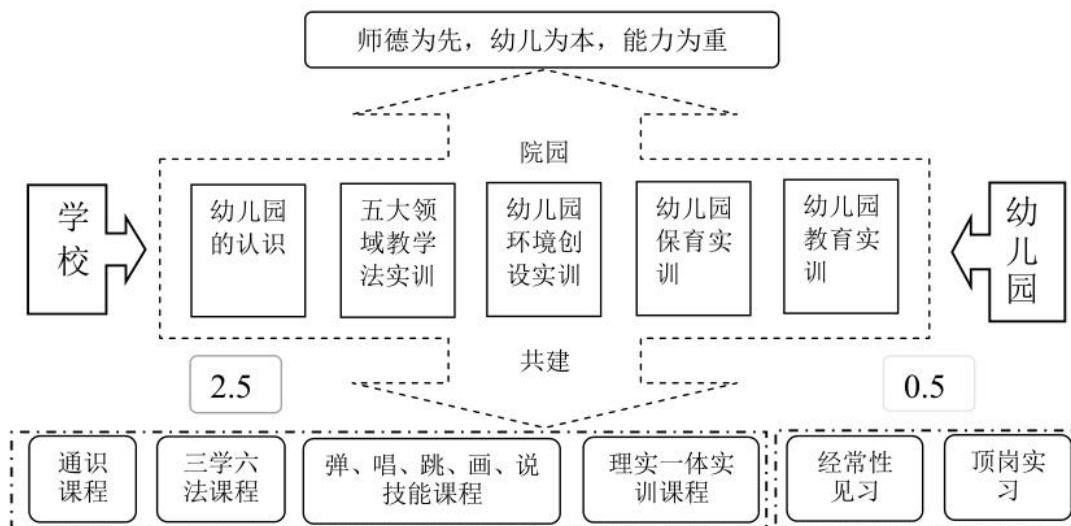 师德为先，幼儿为本，能力为重
院园
学
校
幼儿园
的认识
五大领
域教学
法实训
幼儿园
环境创
设实训
幼儿园
保育实
训
幼儿园
教育实
训
幼
儿
园
共建
2.5
0.5
通识
课程
三学六
法课程
弹、唱、跳、画、说
技能课程
理实一体实
训课程
经常性
见习
顶岗实
习